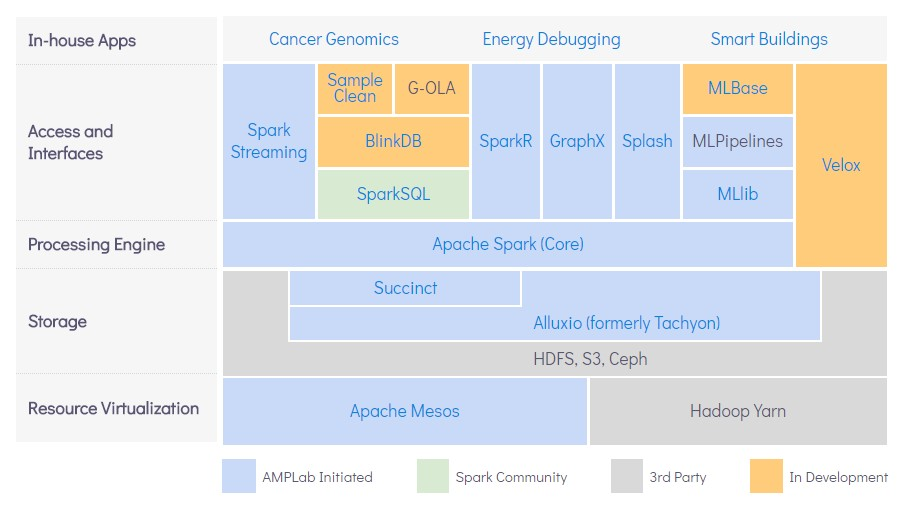 In-house Apps
Cancer Genomics
Energy Debugging
Smart Buildings
Access and
Interfaces
Spark
Streaming
Sample
Clean
G-OLA
BlinkDB
SparkSQL
SparkR
GraphX
Splash
MLBase
MLPipelines
MLlib
Velox
Processing Engine
Apache Spark (Core)
Storage
Succinct
Alluxio (formerly Tachyon)
HDFS, S3, Ceph
Resource Virtualization
Apache Mesos
Hadoop Yarn
AMPLab Initiated
Spark Community
3rd Party
In Development